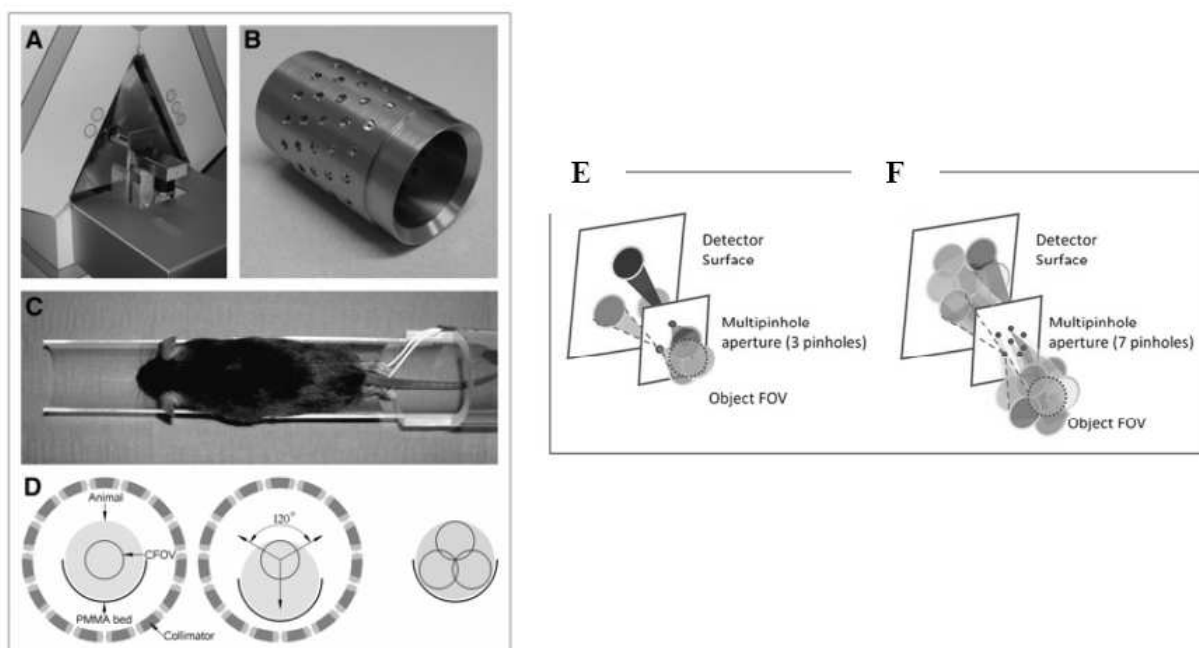 A
B
C
D
Animal
CFOV
PMMA bed
Collimator
120°
E
F
Detector
Surface
Multipinhole
aperture (3 pinholes)
Object FOV
Detector
Surface
Multipinhole
aperture (7 pinholes)
Object FOV